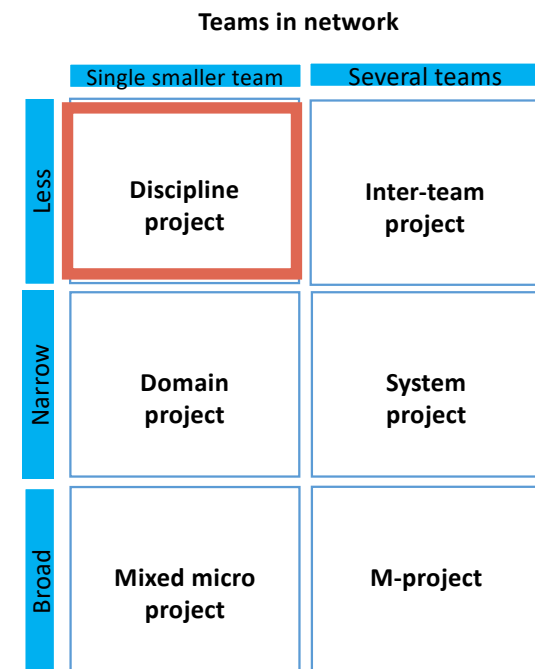 Teams in network
Single smaller team
Several teams
Less
Discipline
project
Inter-team
project
Narrow
Domain
project
System
project
Broad
Mixed micro
project
M-project